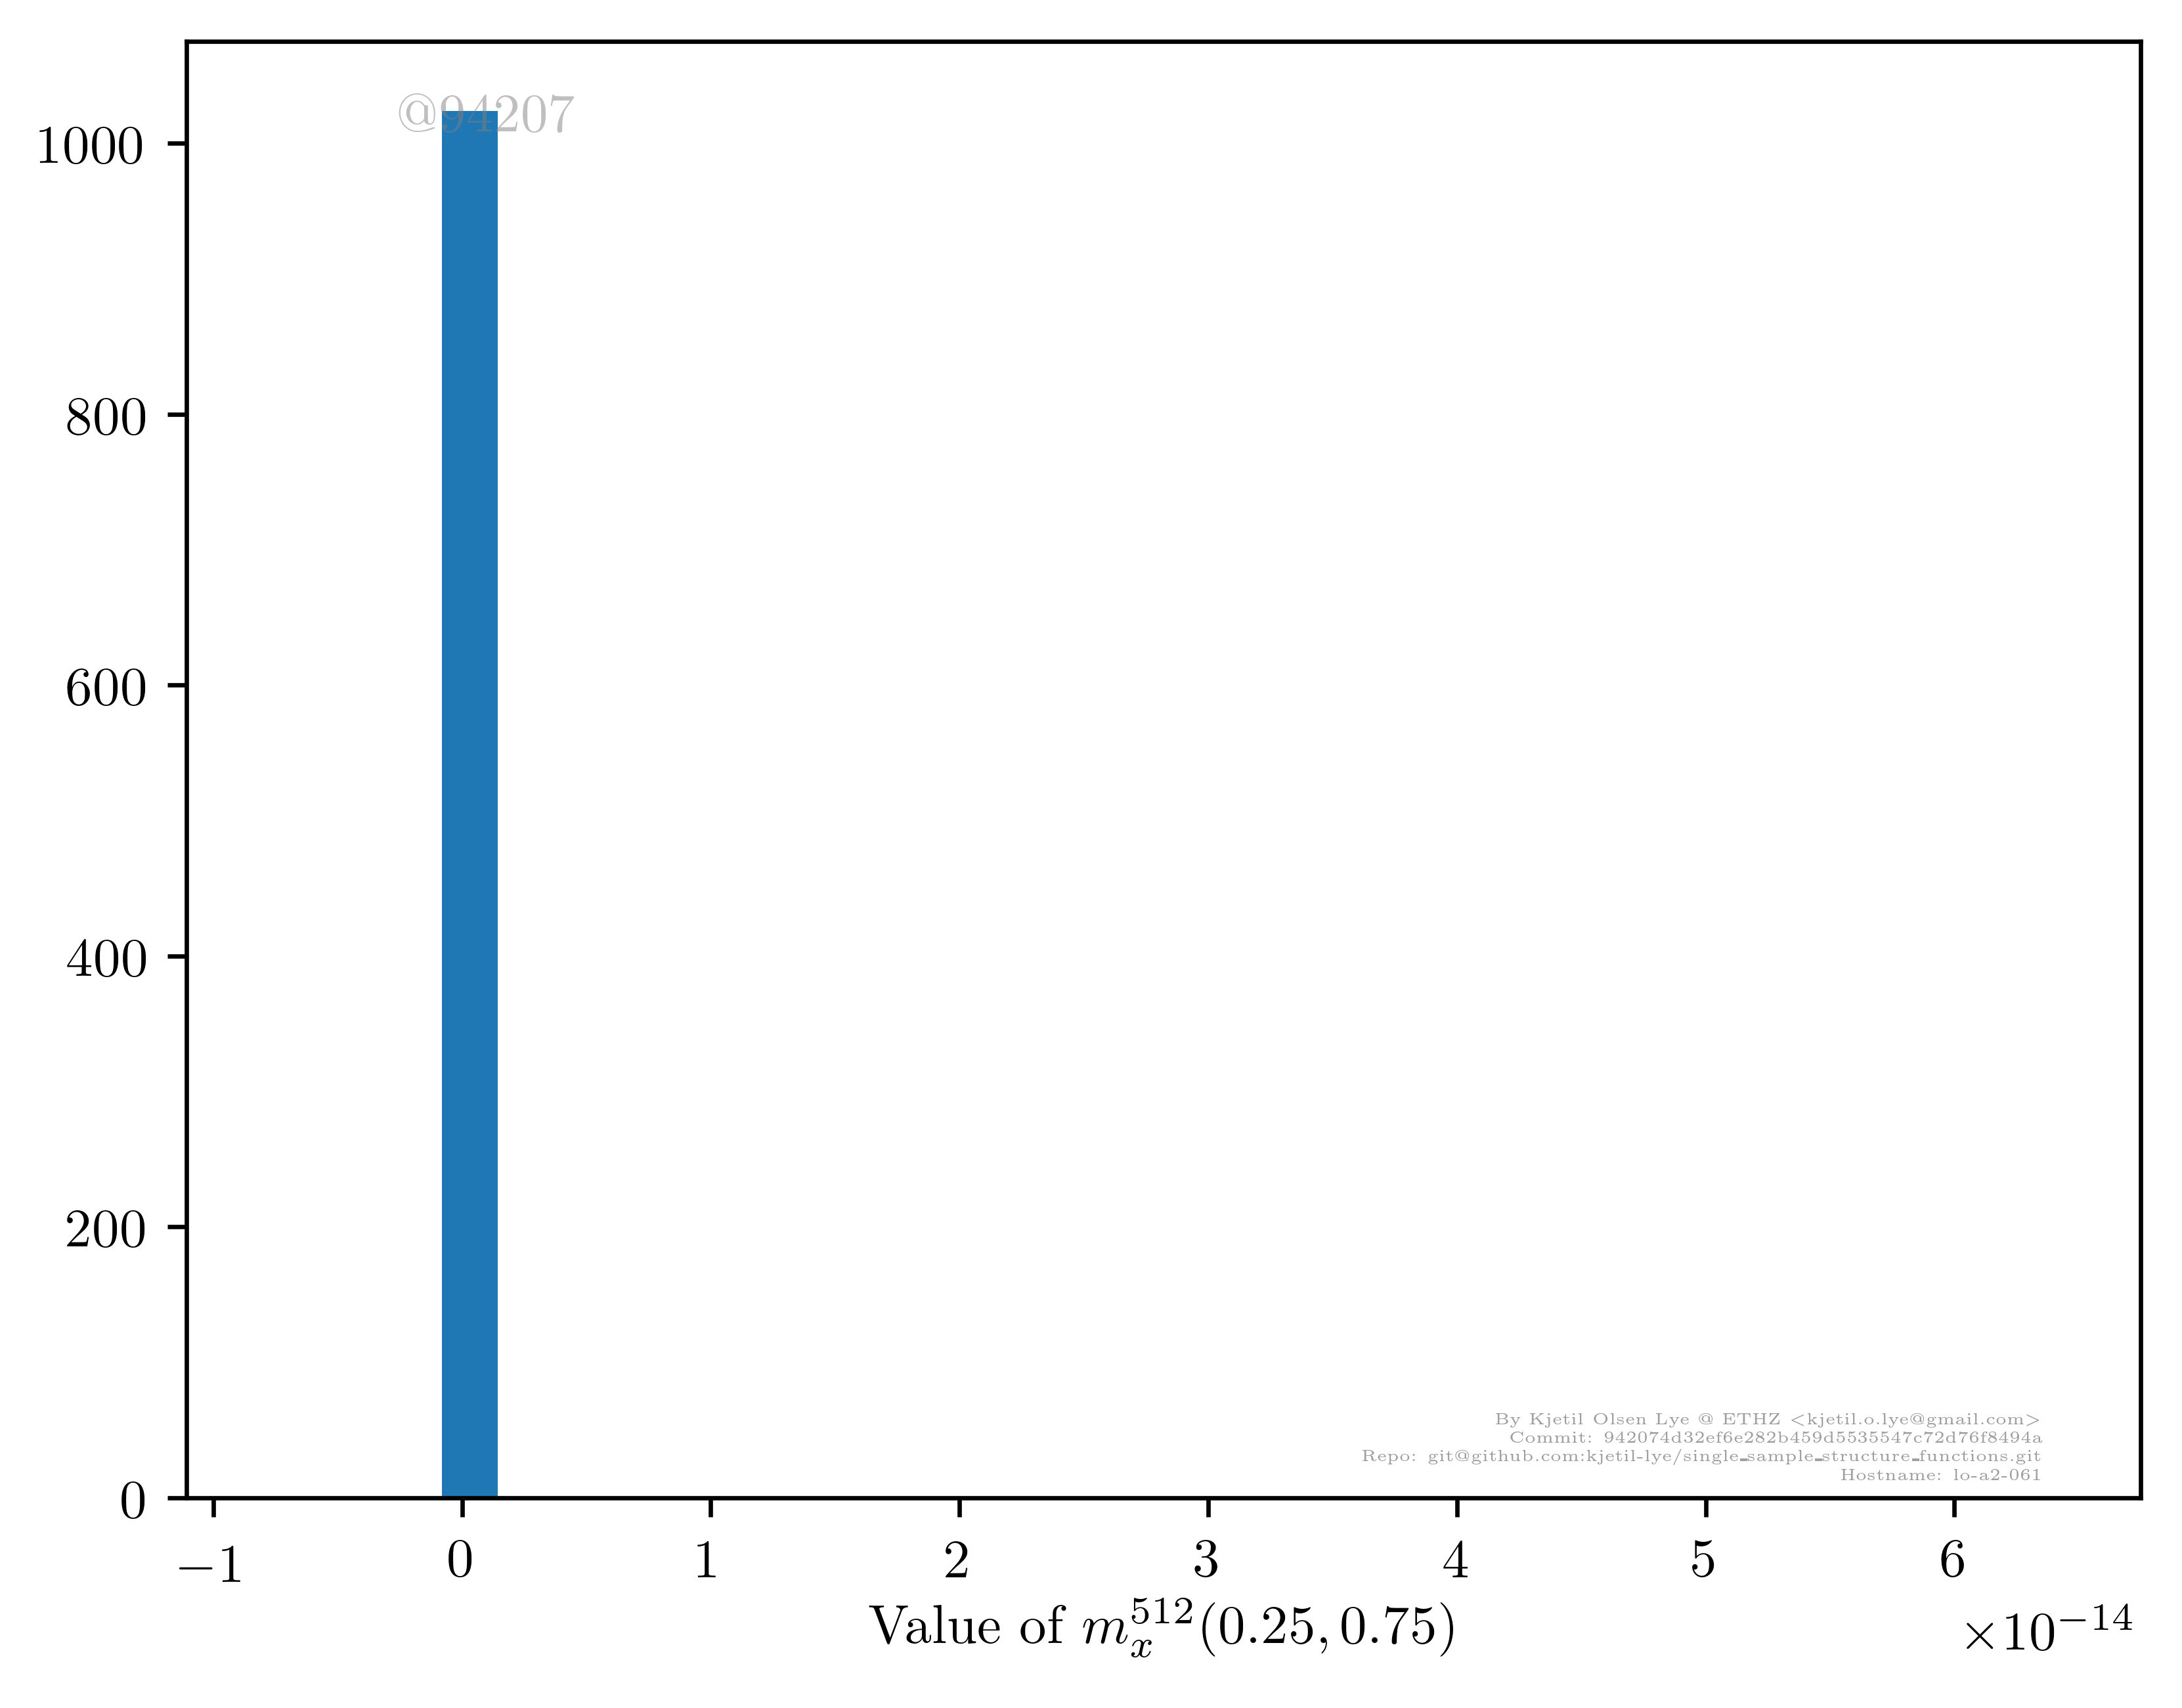 @94207
1000
800
600
400
200
0
−1 0 1 2 3 4 5 6
×10⁻¹⁴
Value of $m_x^{512}(0.25, 0.75)$
By Kjetil Olsen Lye @ ETHZ <kjetil.o.lye@gmail.com>
Commit: 942074d32ef6e282b459d5535547c72d76f8494a
Repo: git@github.com:kjetil-lye/single_sample_structure_functions.git
Hostname: lo-a2-061